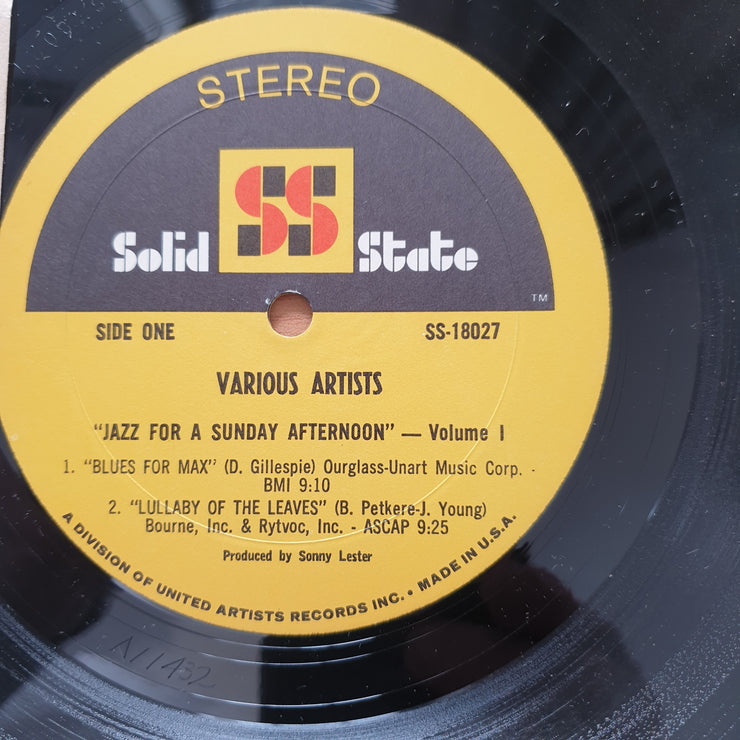 STEREO
SS
Solid State
TM
SIDE ONE SS-18027
VARIOUS ARTISTS
"JAZZ FOR A SUNDAY AFTERNOON" — Volume I
1. "BLUES FOR MAX" (D. Gillespie) Ourglass-Unart Music Corp. -
BMI 9:10
2. "LULLABY OF THE LEAVES" (B. Petkere-J. Young)
Bourne, Inc. & Rytvoc, Inc. - ASCAP 9:25
Produced by Sonny Lester
A DIVISION OF UNITED ARTISTS RECORDS INC. • MADE IN U.S.A.
A/1432